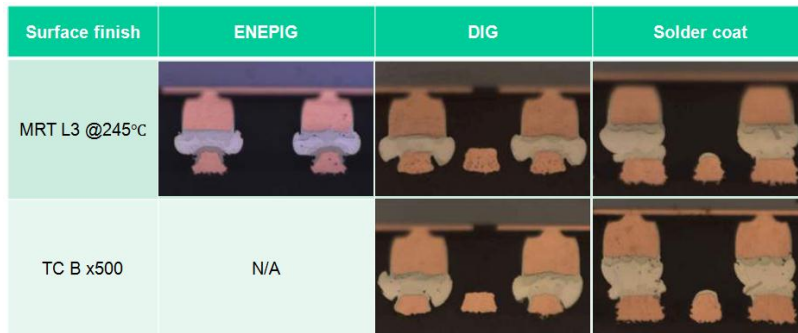 Surface finish ENEPIG DIG Solder coat
MRT L3 @245℃
TC B x500 N/A